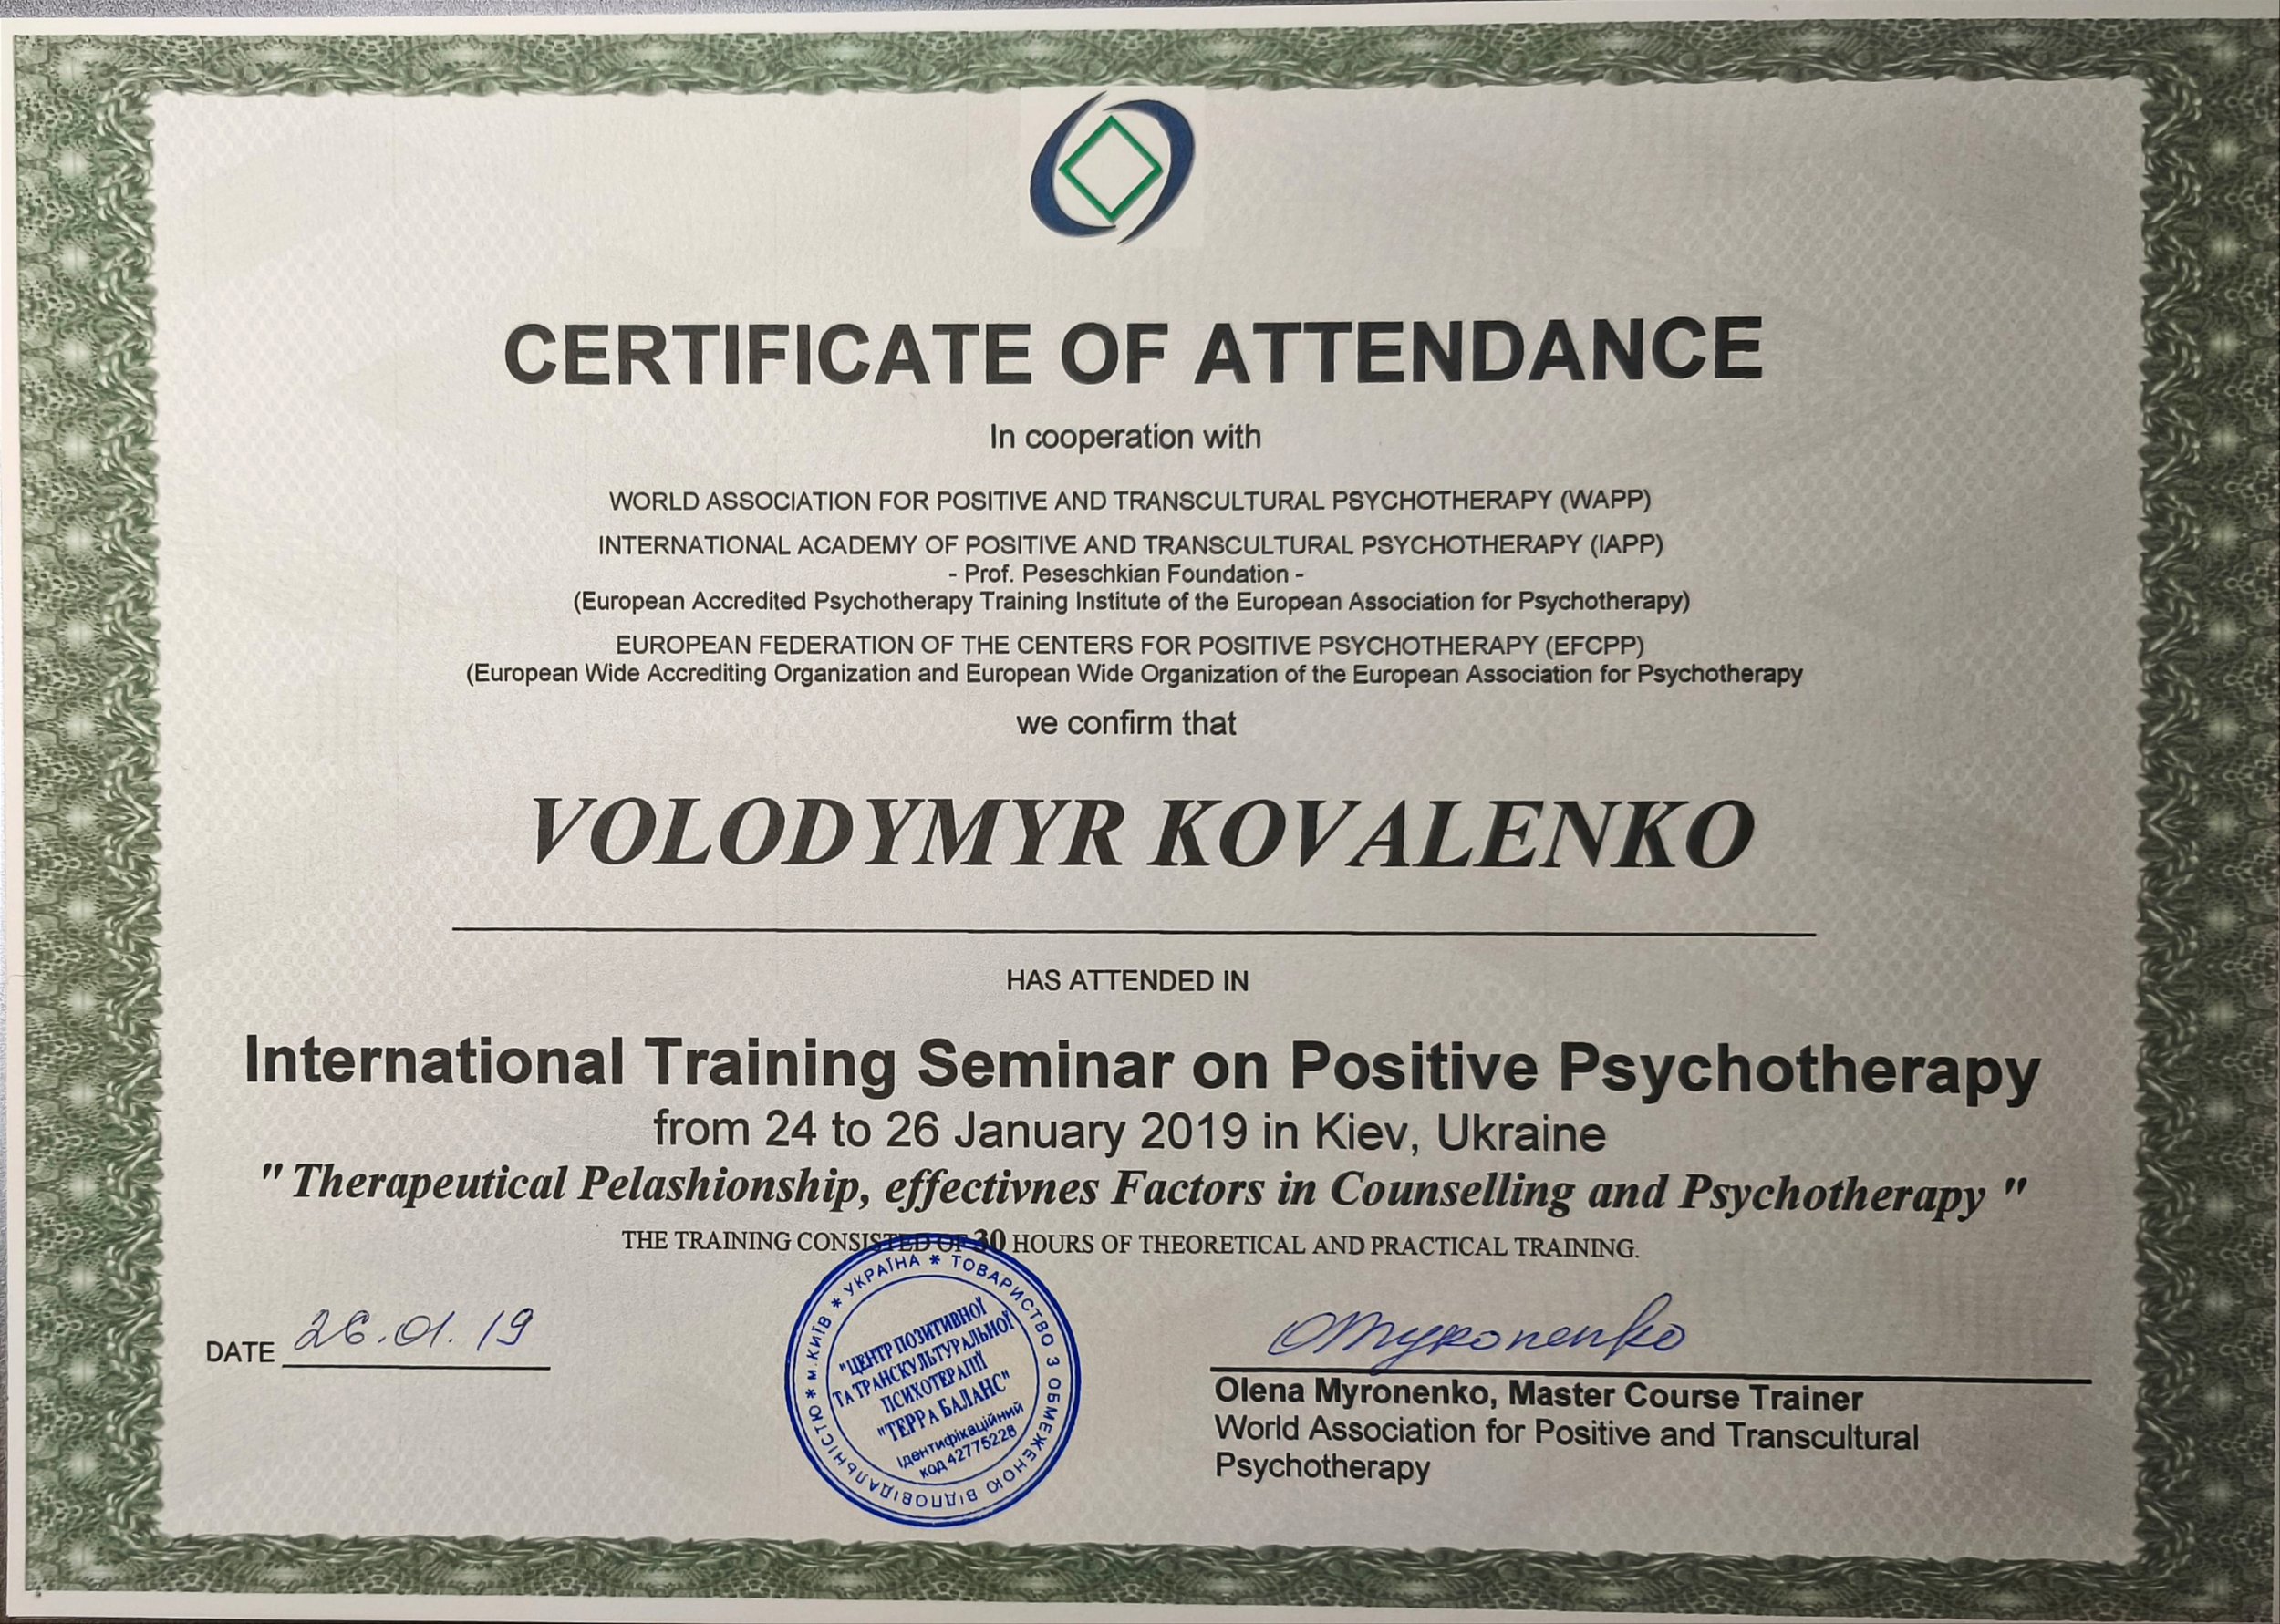 CERTIFICATE OF ATTENDANCE
In cooperation with
WORLD ASSOCIATION FOR POSITIVE AND TRANSCULTURAL PSYCHOTHERAPY (WAPP)
INTERNATIONAL ACADEMY OF POSITIVE AND TRANSCULTURAL PSYCHOTHERAPY (IAPP)
- Prof. Peseschkian Foundation -
(European Accredited Psychotherapy Training Institute of the European Association for Psychotherapy)
EUROPEAN FEDERATION OF THE CENTERS FOR POSITIVE PSYCHOTHERAPY (EFCPP)
(European Wide Accrediting Organization and European Wide Organization of the European Association for Psychotherapy
we confirm that
VOLODYMYR KOVALENKO
HAS ATTENDED IN
International Training Seminar on Positive Psychotherapy
from 24 to 26 January 2019 in Kiev, Ukraine
" Therapeutical Pelashionship, effectivnes Factors in Counselling and Psychotherapy "
THE TRAINING CONSISTED OF 30 HOURS OF THEORETICAL AND PRACTICAL TRAINING.
DATE 26.01.19
м.КИЇВ * УКРАЇНА * ТОВАРИСТВО З ОБМЕЖЕНОЮ ВІДПОВІДАЛЬНІСТЮ *
"ЦЕНТР ПОЗИТИВНОЇ
ТА ТРАНСКУЛЬТУРАЛЬНОЇ
ПСИХОТЕРАПІЇ
"ТЕРРА БАЛАНС"
Ідентифікаційний
код 42775228
ОМуроненко
Olena Myronenko, Master Course Trainer
World Association for Positive and Transcultural
Psychotherapy